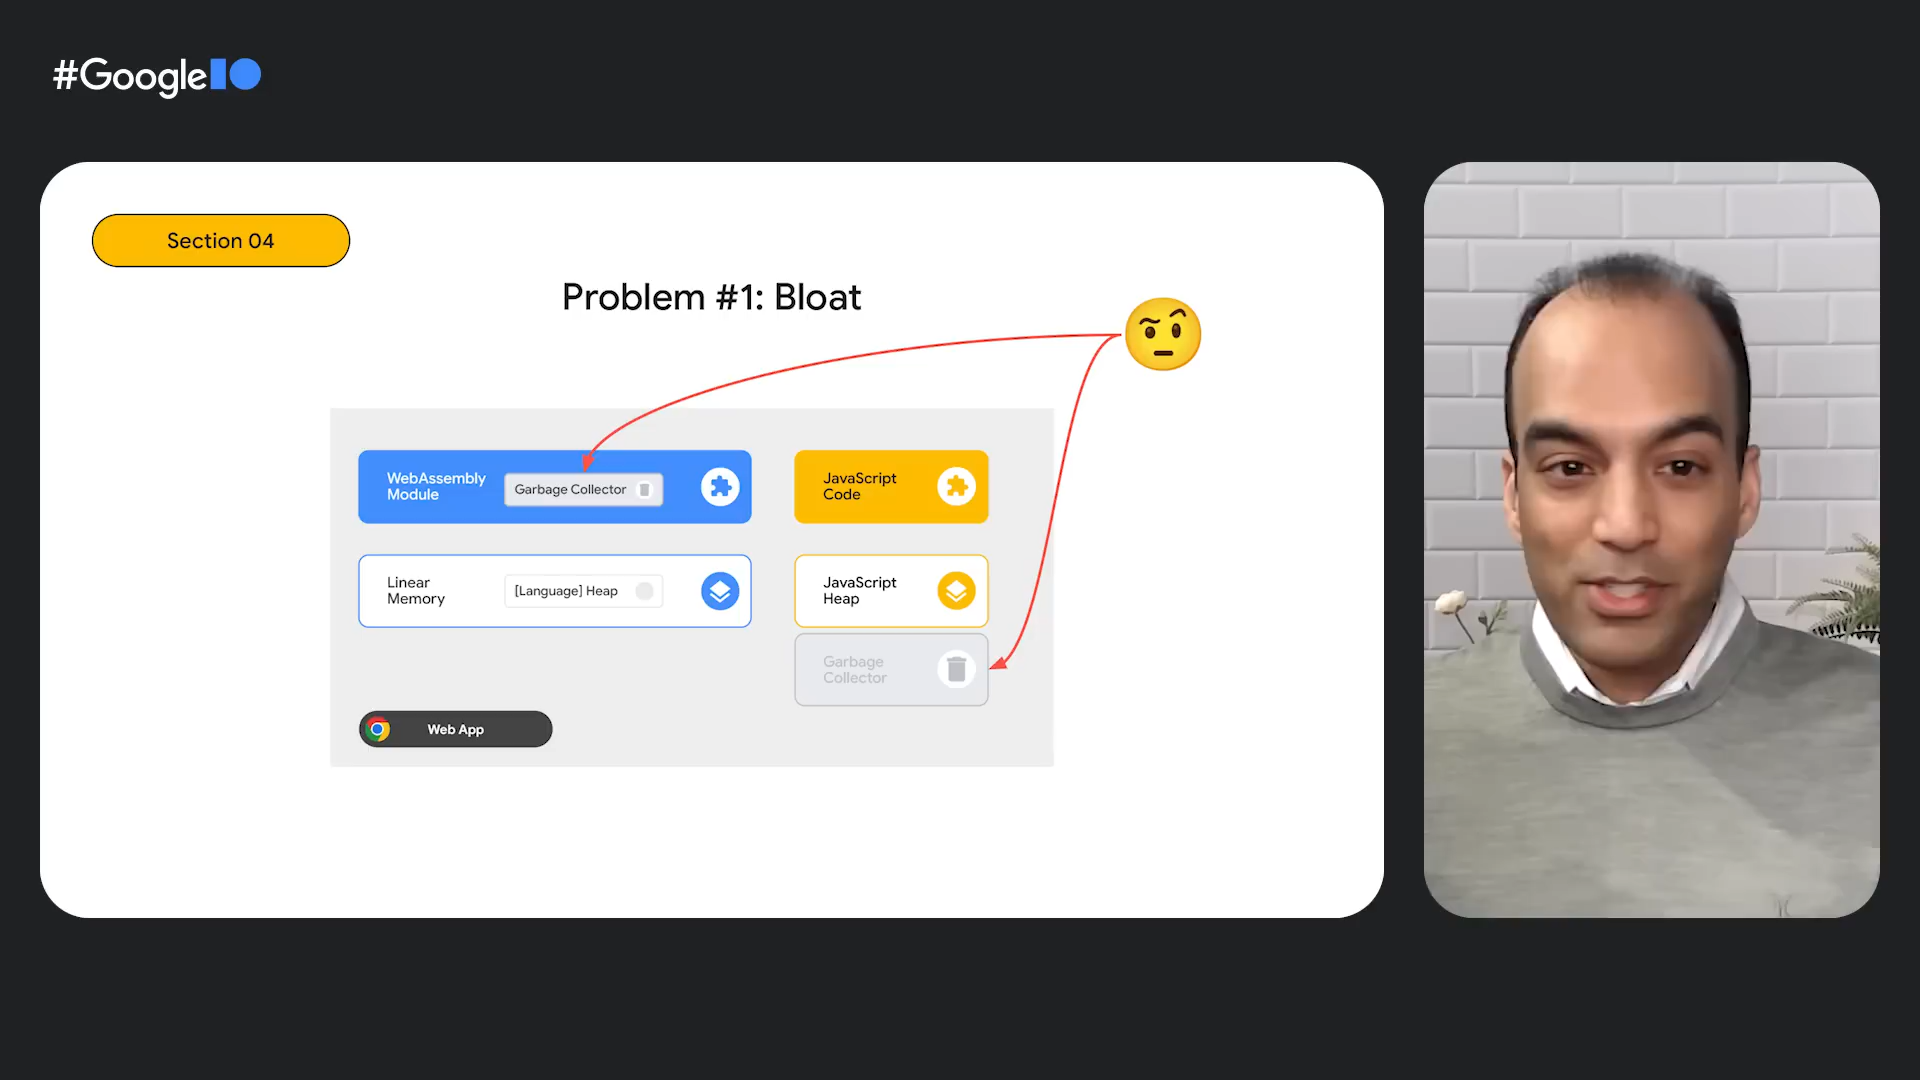 #GoogleIO
Section 04
Problem #1: Bloat
WebAssembly
Module
Garbage Collector
JavaScript
Code
Linear
Memory
[Language] Heap
JavaScript
Heap
Garbage
Collector
Web App